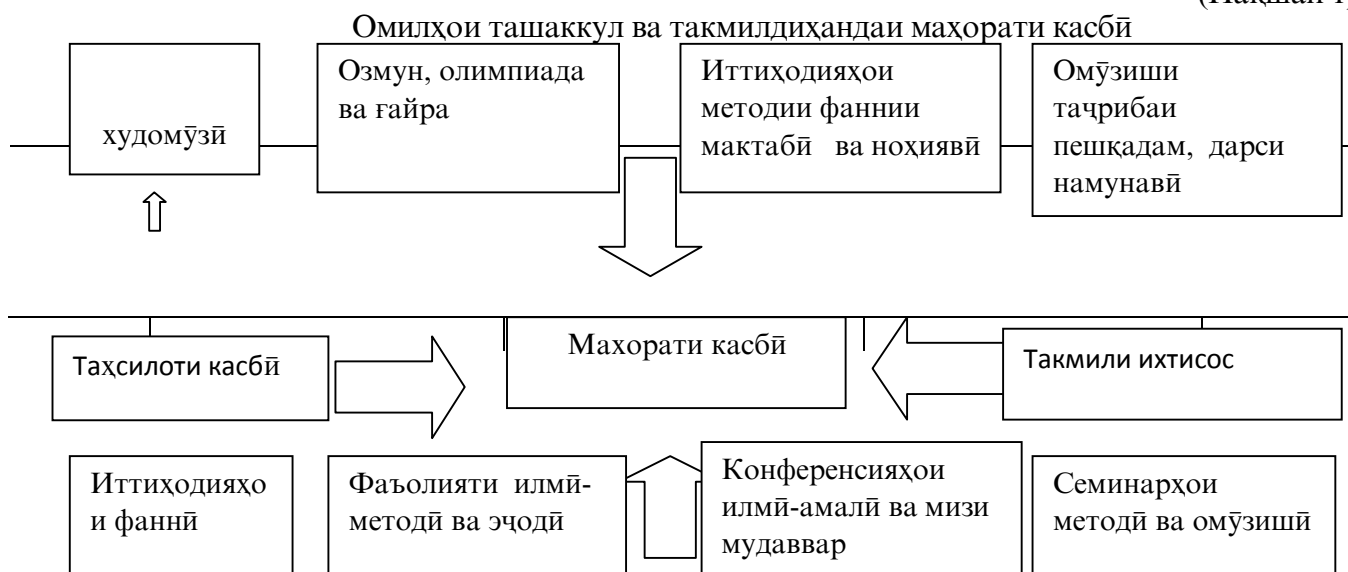 Омилҳои ташаккул ва такмилдиҳандаи маҳорати касбӣ
худомӯзӣ
Озмун, олимпиада
ва ғайра
Иттиҳодияҳои
методии фаннии
мактабӣ ва ноҳиявӣ
Омӯзиши
таҷрибаи
пешқадам, дарси
намунавӣ
Таҳсилоти касбӣ
Махорати касбӣ
Такмили ихтисос
Иттиҳодияҳо
и фаннӣ
Фаъолияти илмӣ-
методӣ ва эҷодӣ
Конференсияҳои
илмӣ-амалӣ ва мизи
мудаввар
Семинарҳои
методӣ ва омӯзишӣ